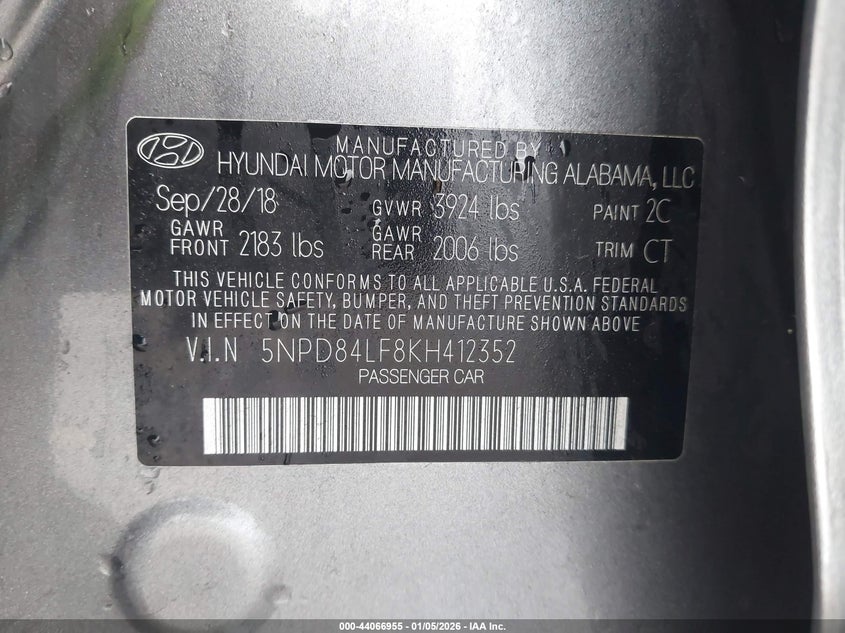 MANUFACTURED BY
HYUNDAI MOTOR MANUFACTURING ALABAMA, LLC
Sep/28/18 GVWR 3924 lbs PAINT 2C
GAWR FRONT 2183 lbs GAWR REAR 2006 lbs TRIM CT
THIS VEHICLE CONFORMS TO ALL APPLICABLE U.S.A. FEDERAL
MOTOR VEHICLE SAFETY, BUMPER, AND THEFT PREVENTION STANDARDS
IN EFFECT ON THE DATE OF MANUFACTURE SHOWN ABOVE
V.I.N 5NPD84LF8KH412352
PASSENGER CAR
000-44066955 - 01/05/2026 - IAA Inc.